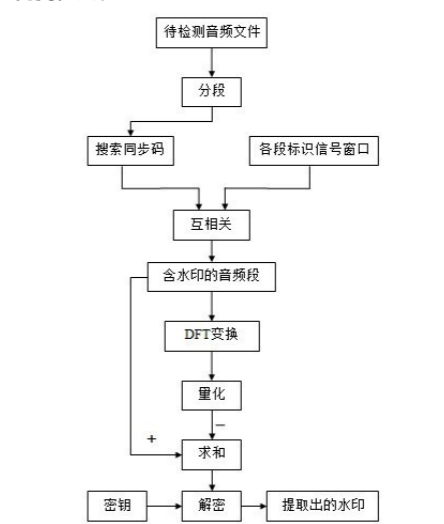 待检测音频文件
分段
搜索同步码
各段标识信号窗口
互相关
含水印的音频段
DFT变换
量化
−
+
求和
密钥
解密
提取出的水印